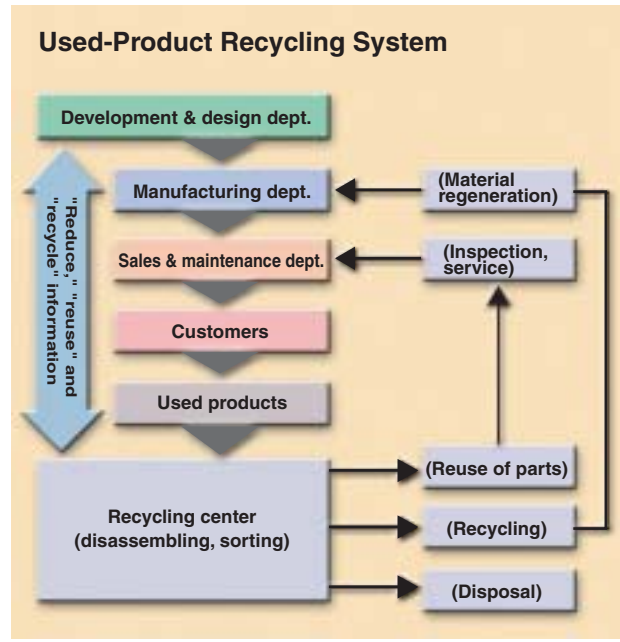 Used-Product Recycling System
Development & design dept.
Manufacturing dept.
(Material
regeneration)
Sales & maintenance dept.
(Inspection,
service)
"Reduce," "reuse" and
"recycle" information
Customers
Used products
Recycling center
(disassembling, sorting)
(Reuse of parts)
(Recycling)
(Disposal)